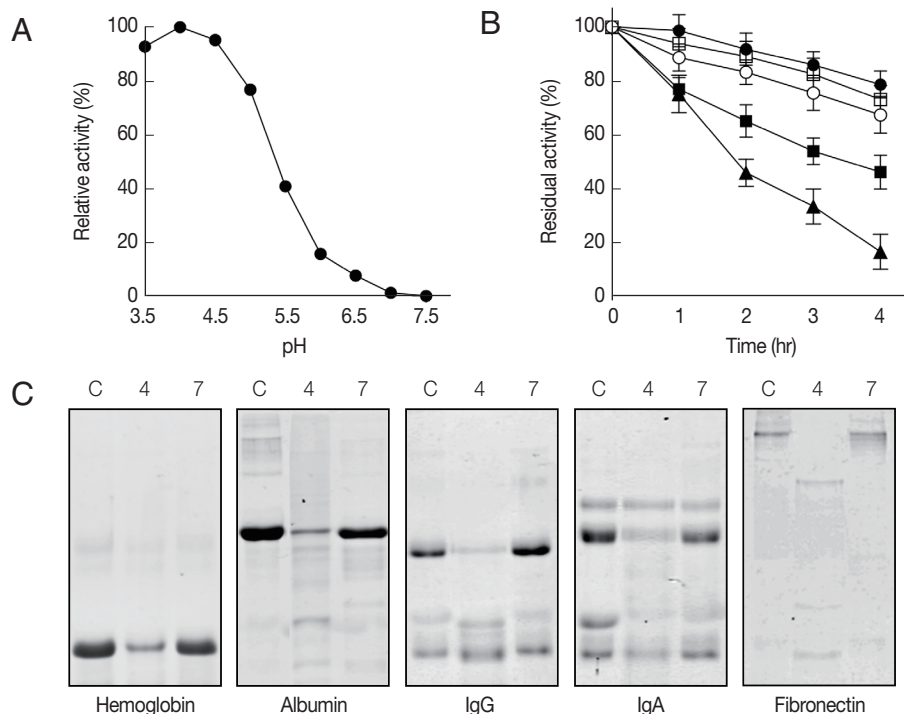 A
Relative activity (%)
100
80
60
40
20
0
3.5 4.5 5.5 6.5 7.5
pH
B
Residual activity (%)
100
80
60
40
80
0
0 1 2 3 4
Time (hr)
C
C 4 7 C 4 7 C 4 7 C 4 7 C 4 7
Hemoglobin Albumin IgG IgA Fibronectin